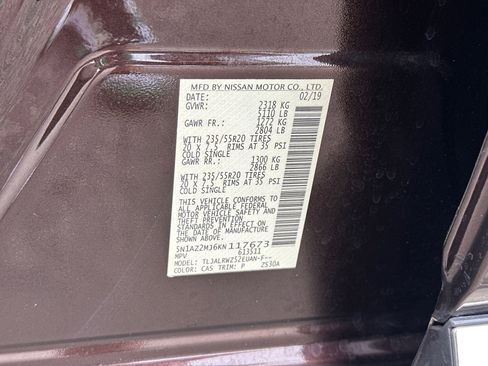 MFD BY NISSAN MOTOR CO., LTD.
DATE: 02/19
GVWR: 2318 KG
5110 LB
GAWR FR.: 1272 KG
2804 LB
WITH 235/55R20 TIRES
20 X 7.5 RIMS AT 35 PSI
COLD SINGLE
GAWR RR.: 1300 KG
2866 LB
WITH 235/55R20 TIRES
20 X 7.5 RIMS AT 35 PSI
COLD SINGLE
THIS VEHICLE CONFORMS TO
ALL APPLICABLE FEDERAL
MOTOR VEHICLE SAFETY AND
THEFT PREVENTION STANDARDS
IN EFFECT ON THE DATE OF
MANUFACTURE SHOWN ABOVE.
5N1AZ2MJ6KN117673
MPV 613511
MODEL: TLJALRWZ52EUAN-F--
COLOR: CAS TRIM: P ZS30A